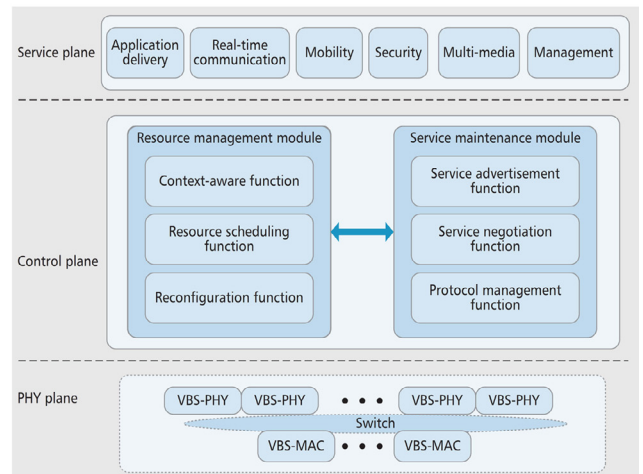 Service plane
Application
delivery
Real-time
communication
Mobility
Security
Multi-media
Management
Control plane
Resource management module
Context-aware function
Resource scheduling
function
Reconfiguration function
Service maintenance module
Service advertisement
function
Service negotiation
function
Protocol management
function
PHY plane
VBS-PHY
VBS-PHY
VBS-PHY
VBS-PHY
Switch
VBS-MAC
VBS-MAC